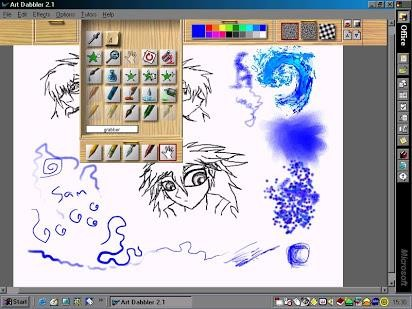 Art Dabbler 2.1
File Edit Effects Options Tutors Help
Office
grabber
Sam
Microsoft
Start
Art Dabbler 2.1
15:30